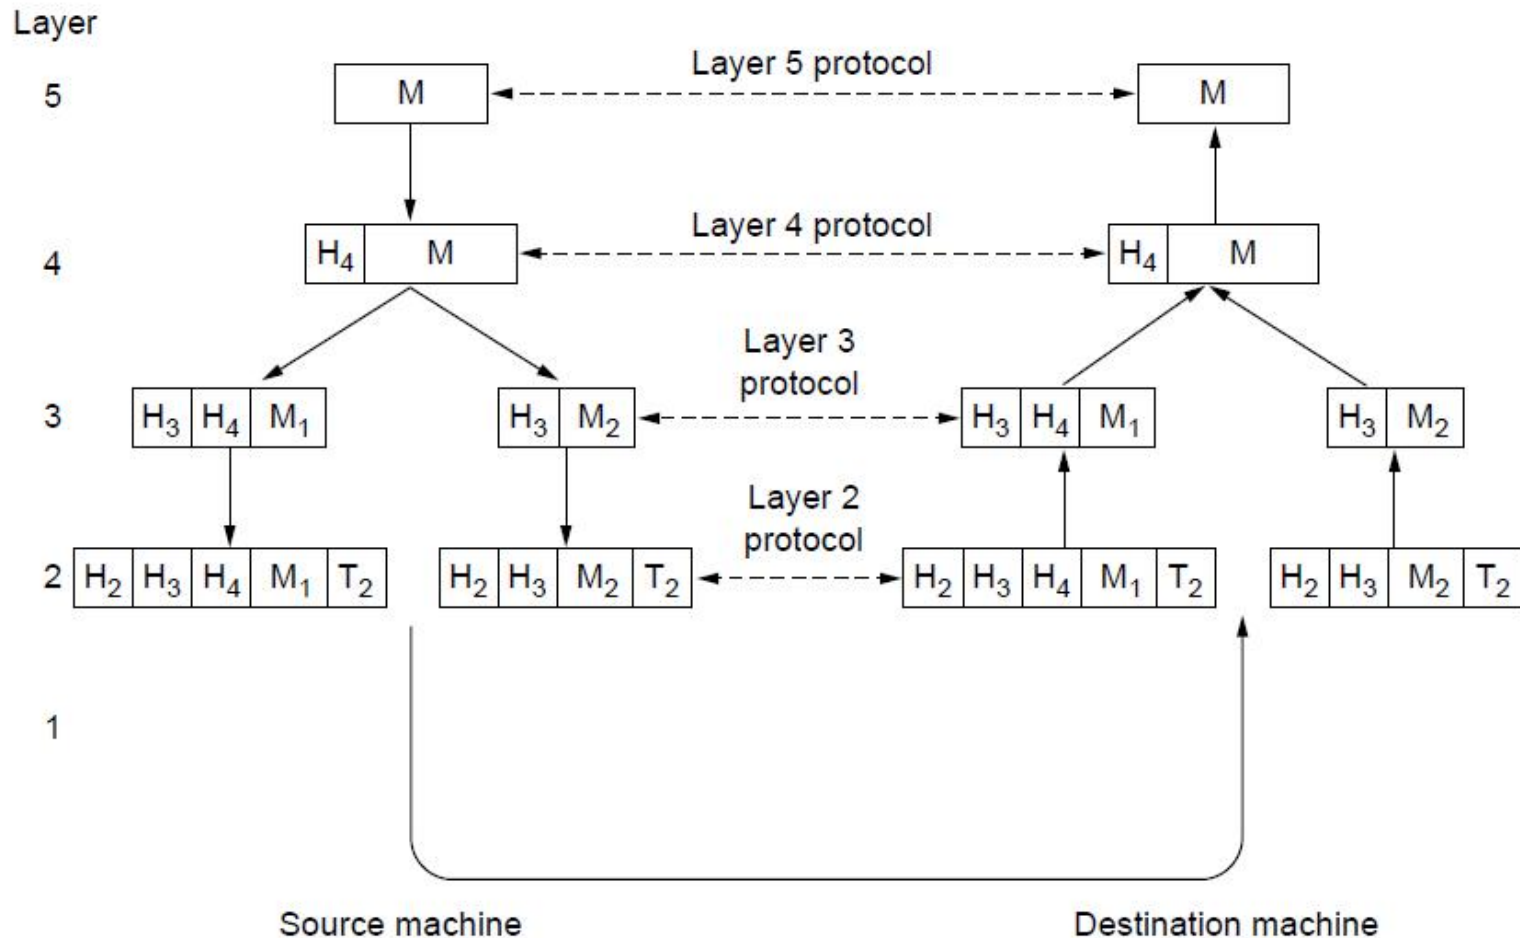 Layer
5 M Layer 5 protocol M
4 H₄ M Layer 4 protocol H₄ M
Layer 3
protocol
3 H₃ H₄ M₁ H₃ M₂ H₃ H₄ M₁ H₃ M₂
Layer 2
protocol
2 H₂ H₃ H₄ M₁ T₂ H₂ H₃ M₂ T₂ H₂ H₃ H₄ M₁ T₂ H₂ H₃ M₂ T₂
1
Source machine Destination machine